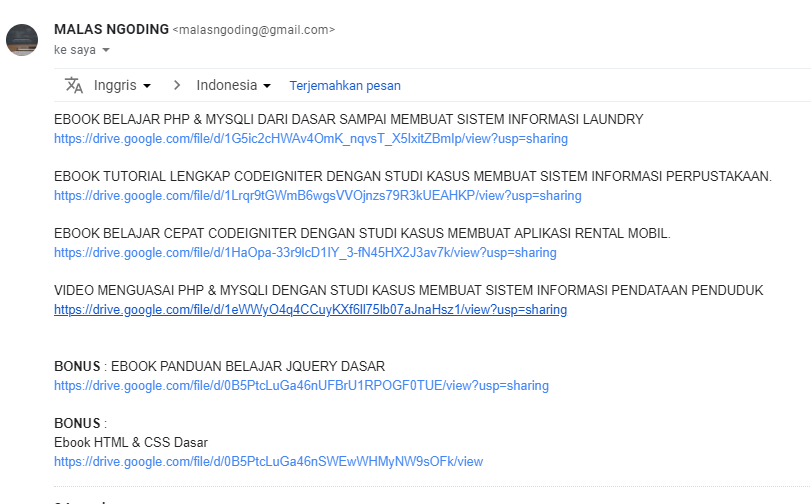 MALAS NGODING <malasngoding@gmail.com>
ke saya
Inggris > Indonesia Terjemahkan pesan
EBOOK BELAJAR PHP & MYSQLI DARI DASAR SAMPAI MEMBUAT SISTEM INFORMASI LAUNDRY
https://drive.google.com/file/d/1G5ic2cHWAv4OmK_nqvsT_X5IxitZBmlp/view?usp=sharing
EBOOK TUTORIAL LENGKAP CODEIGNITER DENGAN STUDI KASUS MEMBUAT SISTEM INFORMASI PERPUSTAKAAN.
https://drive.google.com/file/d/1Lrqr9tGWmB6wgsVVOjnzs79R3kUEAHKP/view?usp=sharing
EBOOK BELAJAR CEPAT CODEIGNITER DENGAN STUDI KASUS MEMBUAT APLIKASI RENTAL MOBIL.
https://drive.google.com/file/d/1HaOpa-33r9lcD1IY_3-fN45HX2J3av7k/view?usp=sharing
VIDEO MENGUASAI PHP & MYSQLI DENGAN STUDI KASUS MEMBUAT SISTEM INFORMASI PENDATAAN PENDUDUK
https://drive.google.com/file/d/1eWWyO4q4CCuyKXf6Il75lb07aJnaHsz1/view?usp=sharing
BONUS : EBOOK PANDUAN BELAJAR JQUERY DASAR
https://drive.google.com/file/d/0B5PtcLuGa46nUFBrU1RPOGF0TUE/view?usp=sharing
BONUS :
Ebook HTML & CSS Dasar
https://drive.google.com/file/d/0B5PtcLuGa46nSWEwWHMyNW9sOFk/view